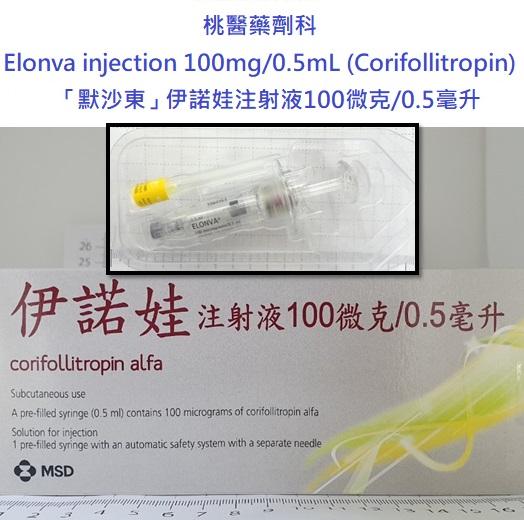 桃醫藥劑科
Elonva injection 100mg/0.5mL (Corifollitropin)
「默沙東」伊諾娃注射液100微克/0.5毫升
ELONVA®
26
25
伊諾娃 注射液100微克/0.5毫升
corifollitropin alfa
Subcutaneous use
A pre-filled syringe (0.5 ml) contains 100 micrograms of corifollitropin alfa
Solution for injection
1 pre-filled syringe with an automatic safety system with a separate needle
MSD